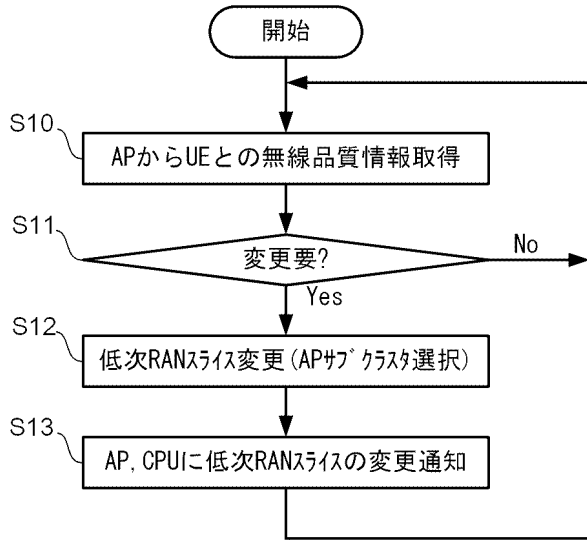 開始
S10
APからUEとの無線品質情報取得
S11
変更要?
No
Yes
S12
低次RANｽﾗｲｽ変更(APｻﾌﾞｸﾗｽﾀ選択)
S13
AP, CPUに低次RANｽﾗｲｽの変更通知